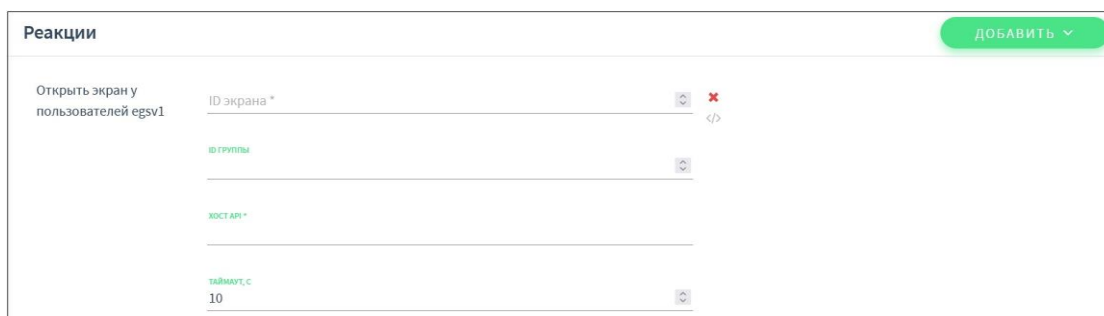 Реакции
ДОБАВИТЬ
Открыть экран у
пользователей egsv1
ID экрана *
</>
ID ГРУППЫ
ХОСТ API *
ТАЙМАУТ, С
10